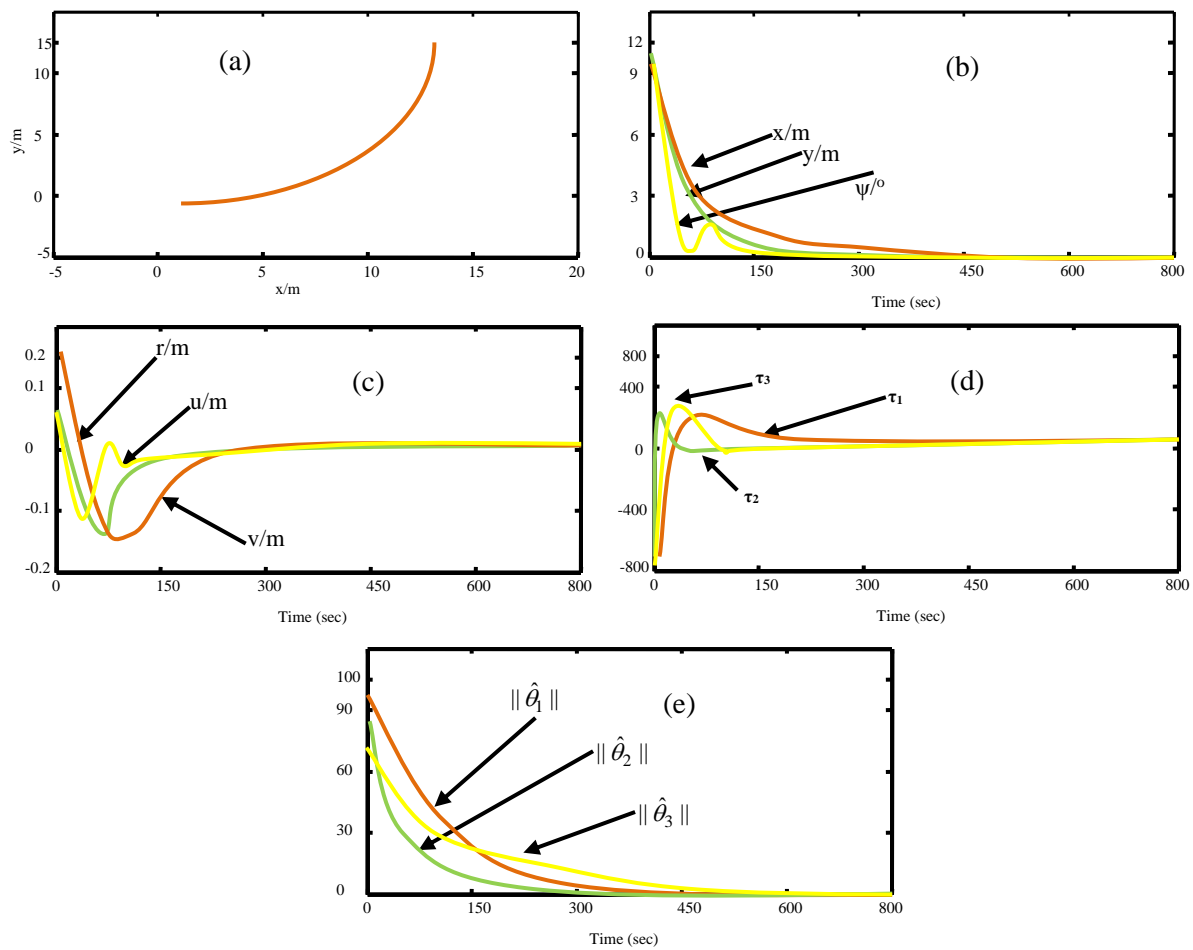 (a)
15
10
5
0
-5
y/m
-5
0
5
10
15
20
x/m
(b)
12
9
6
3
0
x/m
y/m
ψ/o
0
150
300
450
600
800
Time (sec)
(c)
0.2
0.1
0
-0.1
-0.2
r/m
u/m
v/m
0
150
300
450
600
800
Time (sec)
(d)
800
400
0
-400
-800
τ3
τ1
τ2
0
150
300
450
600
800
Time (sec)
(e)
100
90
60
30
0
|| θ̂1 ||
|| θ̂2 ||
|| θ̂3 ||
0
150
300
450
600
800
Time (sec)